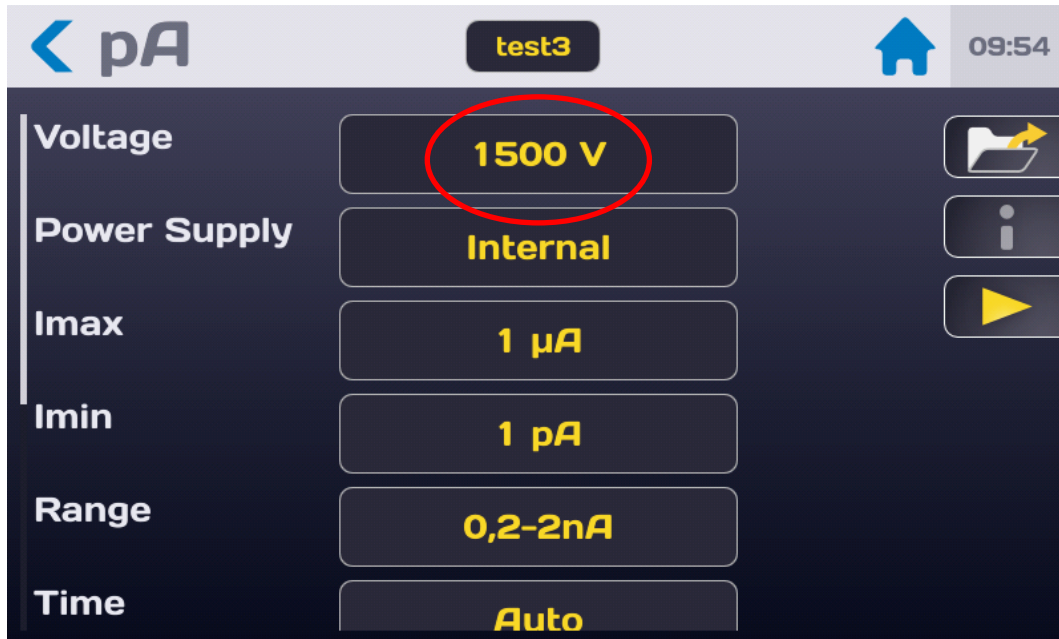 pA
test3
09:54
Voltage
1500 V
Power Supply
Internal
Imax
1 µA
Imin
1 pA
Range
0,2-2nA
Time
Auto